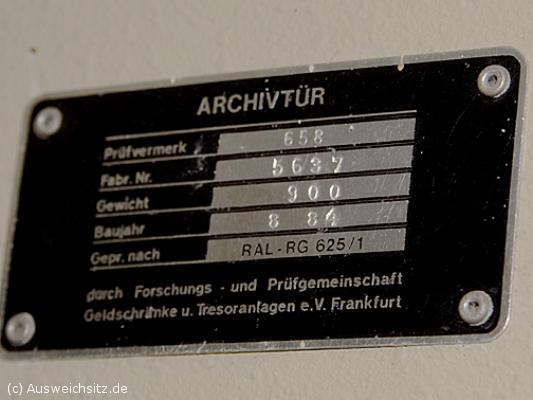 ARCHIVTÜR
Prüfvermerk 658
Fabr. Nr. 5637
Gewicht 900
Baujahr 8 84
Gepr. nach RAL-RG 625/1
durch Forschungs - und Prüfgemeinschaft
Geldschränke u. Tresoranlagen e.V. Frankfurt
(c) Ausweichsitz.de